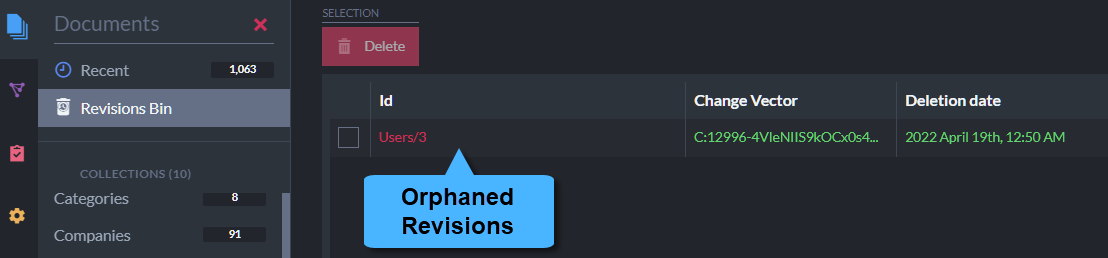 Documents
Recent 1,063
Revisions Bin
COLLECTIONS (10)
Categories 8
Companies 91
SELECTION
Delete
Id Change Vector Deletion date
Users/3 C:12996-4VleNIIS9kOCx0s4... 2022 April 19th, 12:50 AM
Orphaned
Revisions